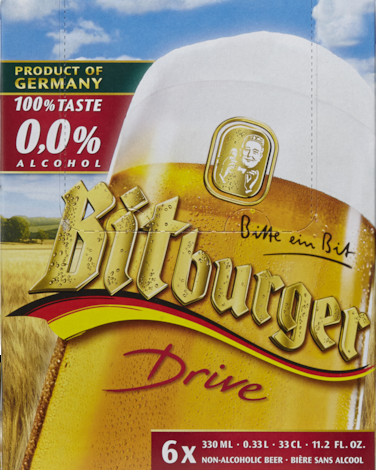 PRODUCT OF
GERMANY
100% TASTE
0,0%
ALCOHOL
Bitte ein Bit
Bitburger
Drive
6x
330 ML · 0.33 L · 33 CL · 11.2 FL. OZ.
NON-ALCOHOLIC BEER · BIÈRE SANS ALCOOL